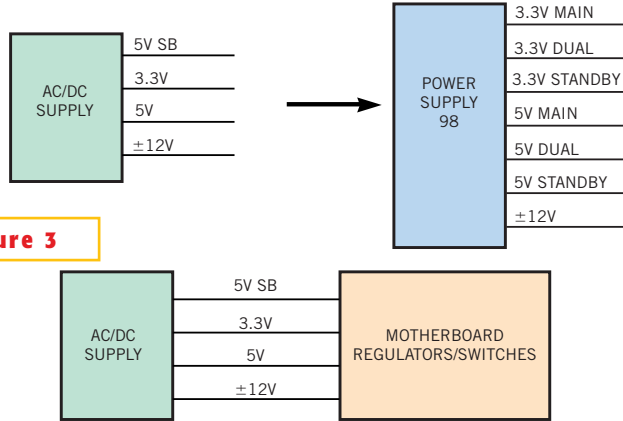 5V SB
3.3V
5V
±12V
AC/DC
SUPPLY
POWER
SUPPLY
98
3.3V MAIN
3.3V DUAL
3.3V STANDBY
5V MAIN
5V DUAL
5V STANDBY
±12V
ure 3
AC/DC
SUPPLY
5V SB
3.3V
5V
±12V
MOTHERBOARD
REGULATORS/SWITCHES